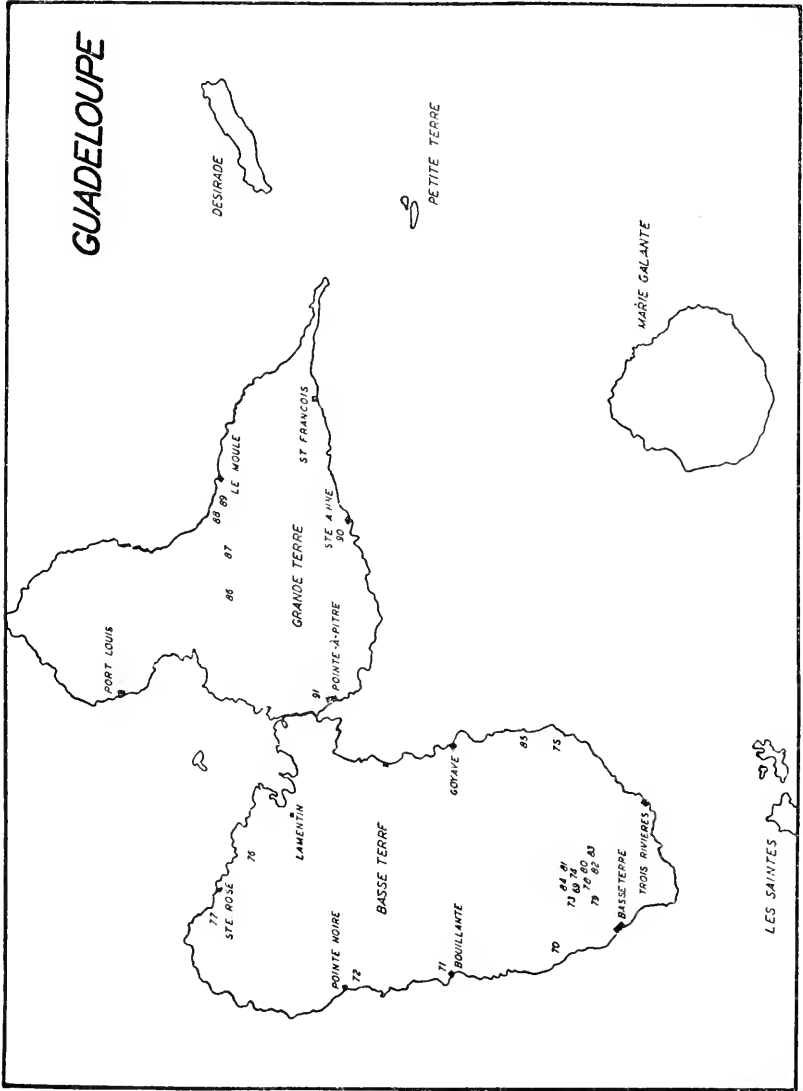 GUADELOUPE
DESIRADE
PETITE TERRE
PORT LOUIS
86
87
88
89
LE MOULE
GRANDE TERRE
ST FRANCOIS
STE ANNE
90
91
POINTE-À-PITRE
MARIE GALANTE
77
STE ROSE
76
LAMENTIN
POINTE NOIRE
72
BASSE TERRE
71
BOUILLANTE
GOYAVE
85
75
70
84 81
73 69 74
78 80
79 82 83
BASSE TERRE
TROIS RIVIÈRES
LES SAINTES